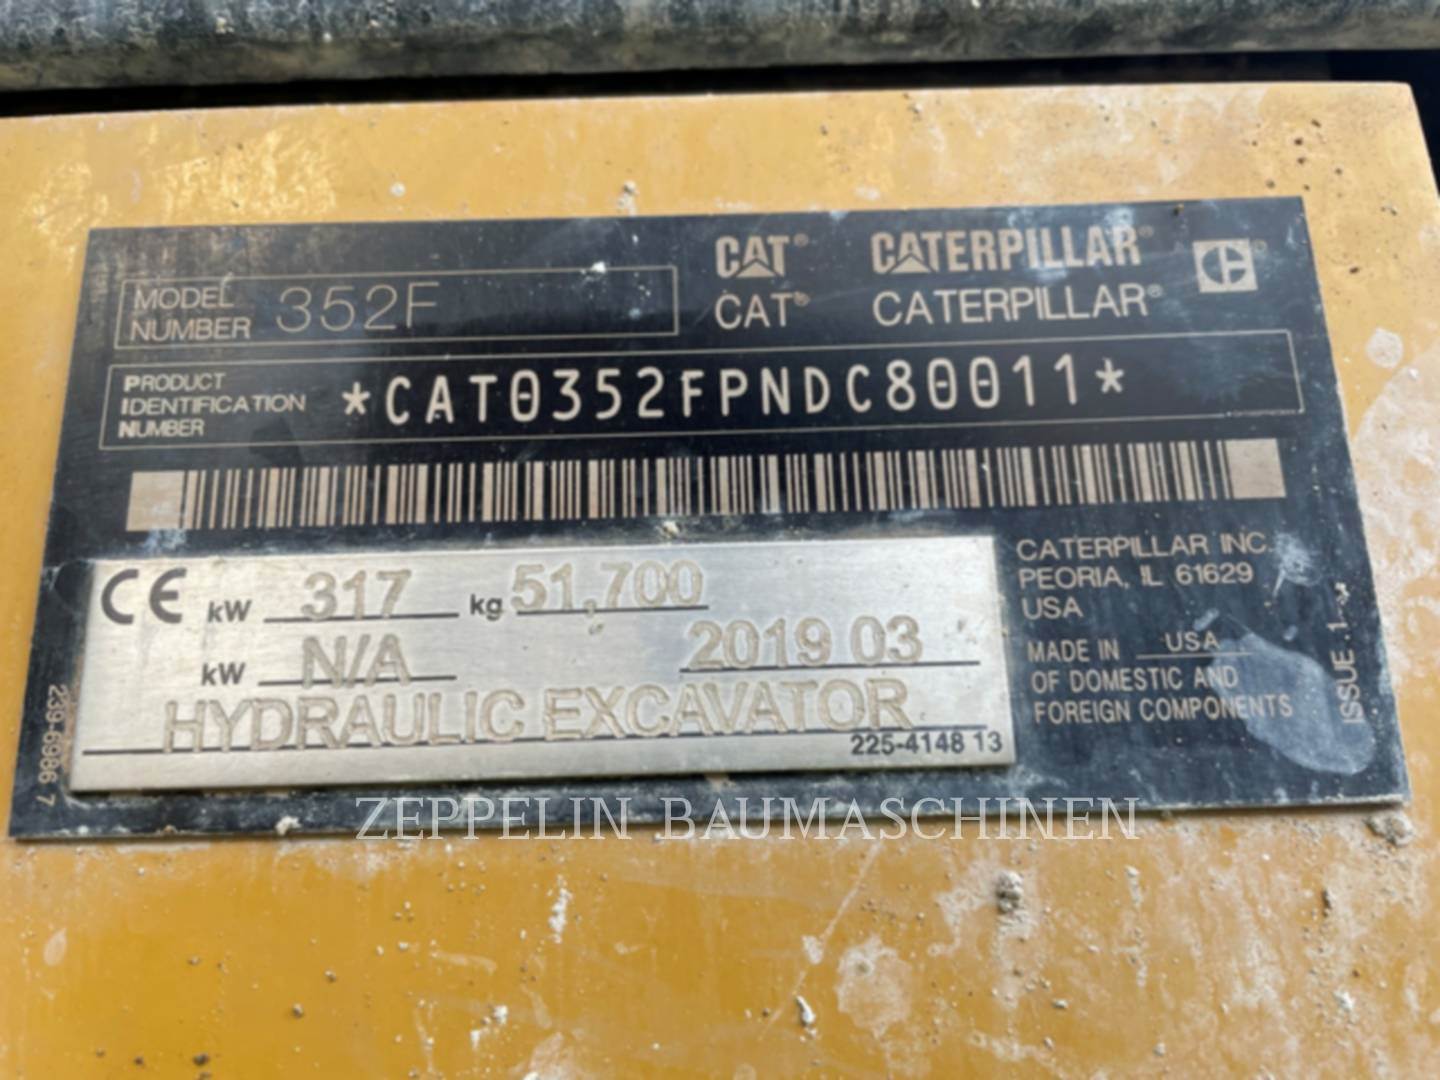 CAT® CATERPILLAR®
MODEL
NUMBER 352F
CAT® CATERPILLAR®
PRODUCT
IDENTIFICATION
NUMBER
*CAT0352FPNDC80011*
CE kW 317 kg 51,700
kW N/A 2019 03
HYDRAULIC EXCAVATOR
225-4148 13
CATERPILLAR INC.
PEORIA, IL 61629
USA
MADE IN USA
OF DOMESTIC AND
FOREIGN COMPONENTS
239-6986 7
ZEPPELIN BAUMASCHINEN